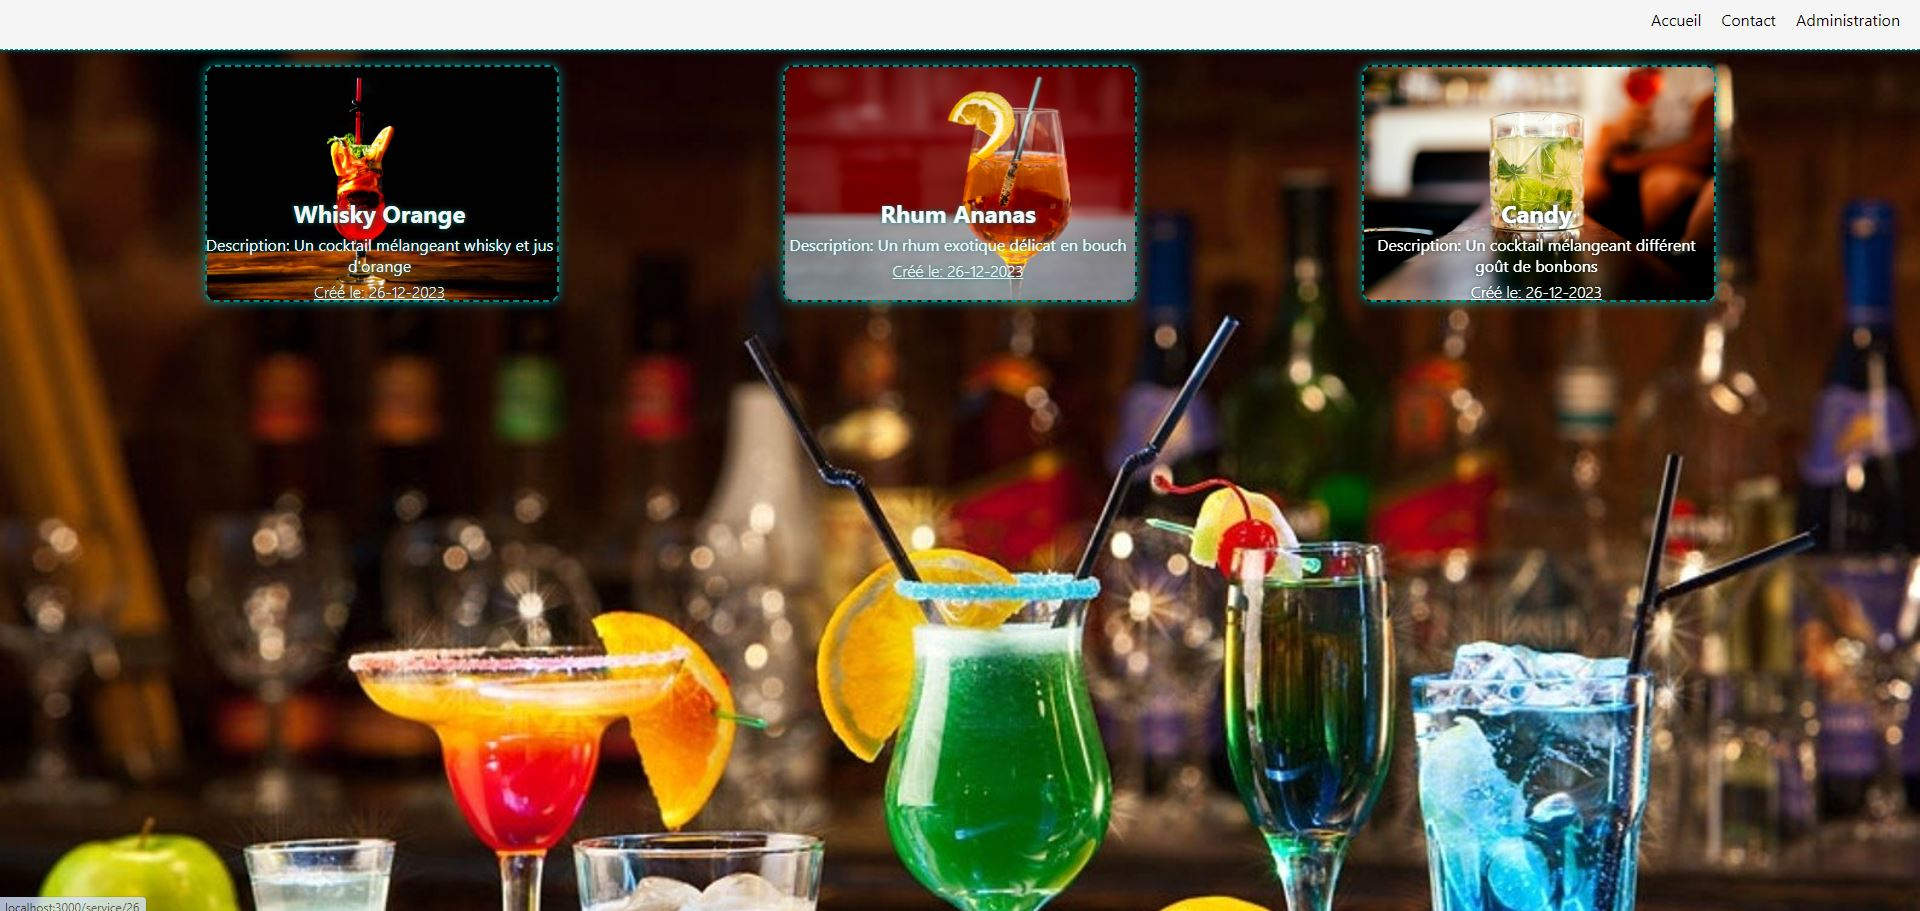 Accueil Contact Administration
Whisky Orange
Description: Un cocktail mélangeant whisky et jus
d'orange
Créé le: 26-12-2023
Rhum Ananas
Description: Un rhum exotique délicat en bouch
Créé le: 26-12-2023
Candy
Description: Un cocktail mélangeant différent
goût de bonbons
Créé le: 26-12-2023
localhost:3000/service/26